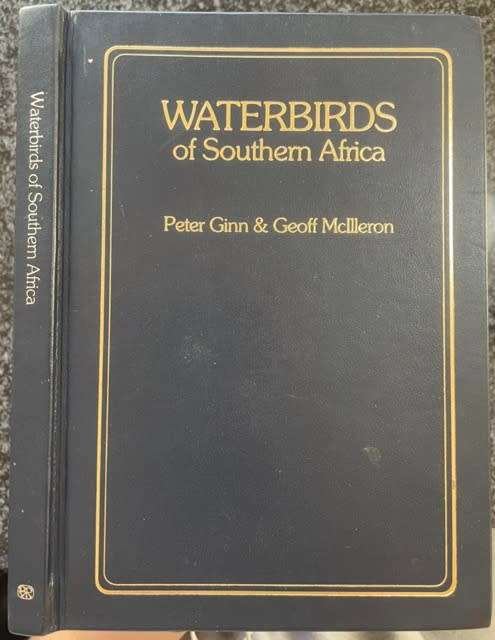 Waterbirds of Southern Africa
WATERBIRDS
of Southern Africa
Peter Ginn & Geoff McIlleron